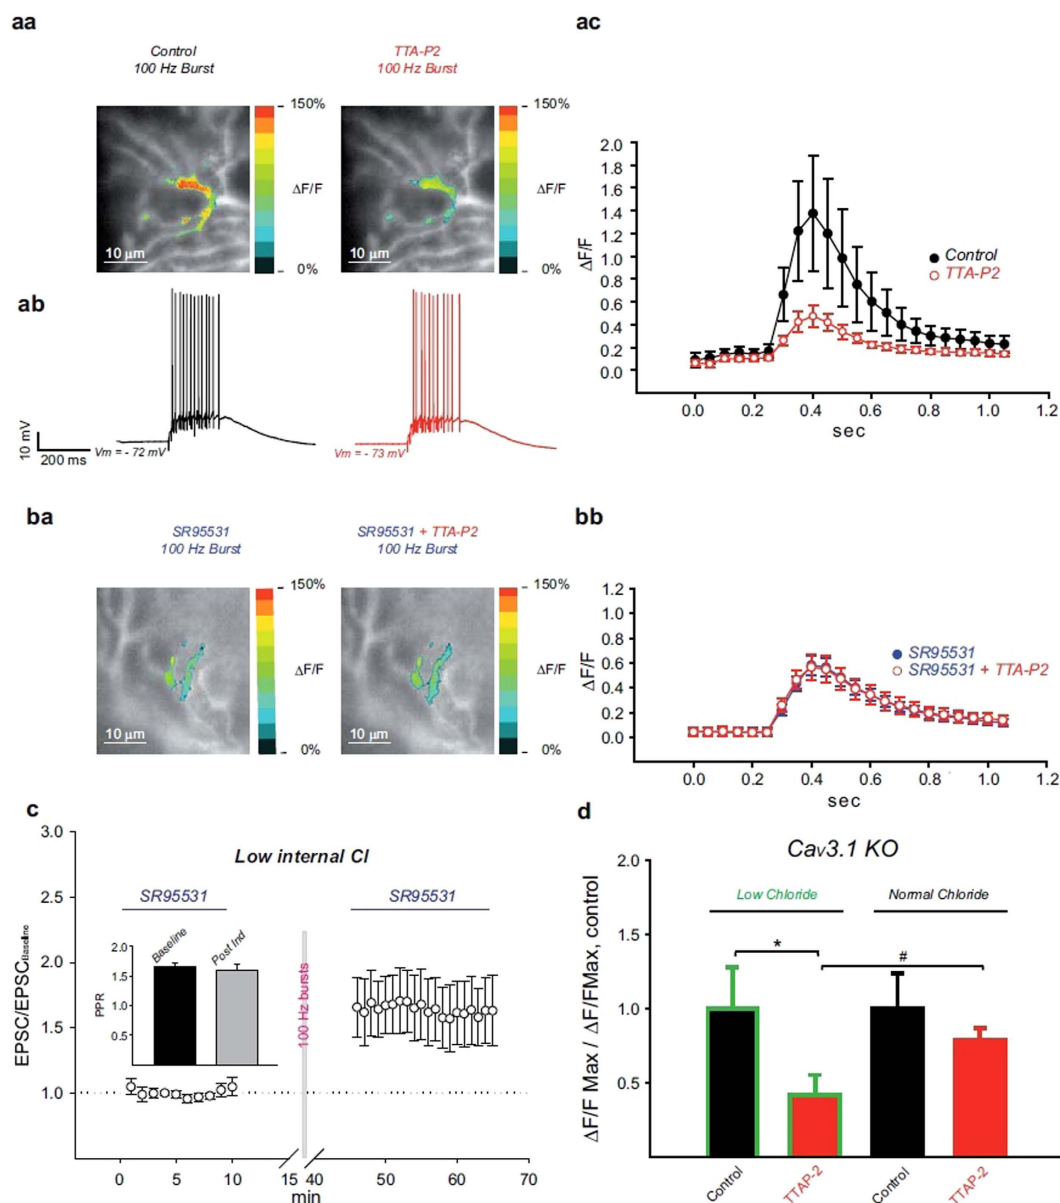 aa
Control
100 Hz Burst
TTA-P2
100 Hz Burst
150%
ΔF/F
0%
10 µm
150%
ΔF/F
0%
10 µm
ab
10 mV
200 ms
Vm = - 72 mV
Vm = - 73 mV
ac
2.0
1.8
1.6
1.4
1.2
1.0
0.8
0.6
0.4
0.2
0.0
ΔF/F
Control
TTA-P2
0.0 0.2 0.4 0.6 0.8 1.0 1.2
sec
ba
SR95531
100 Hz Burst
SR95531 + TTA-P2
100 Hz Burst
150%
ΔF/F
0%
10 µm
150%
ΔF/F
0%
10 µm
bb
1.2
1.0
0.8
0.6
0.4
0.2
0.0
ΔF/F
SR95531
SR95531 + TTA-P2
0.0 0.2 0.4 0.6 0.8 1.0 1.2
sec
c
3.0
2.5
2.0
1.5
1.0
EPSC/EPSCBaseline
Low internal Cl
SR95531
SR95531
2.0
1.5
1.0
0.5
PPR
Baseline
Post Ind
100 Hz bursts
0 5 10 15 40 50 60 70
min
d
Cav3.1 KO
2.0
1.5
1.0
0.5
ΔF/F Max / ΔF/FMax, control
Low Chloride
Normal Chloride
*
#
Control
TTAP-2
Control
TTAP-2